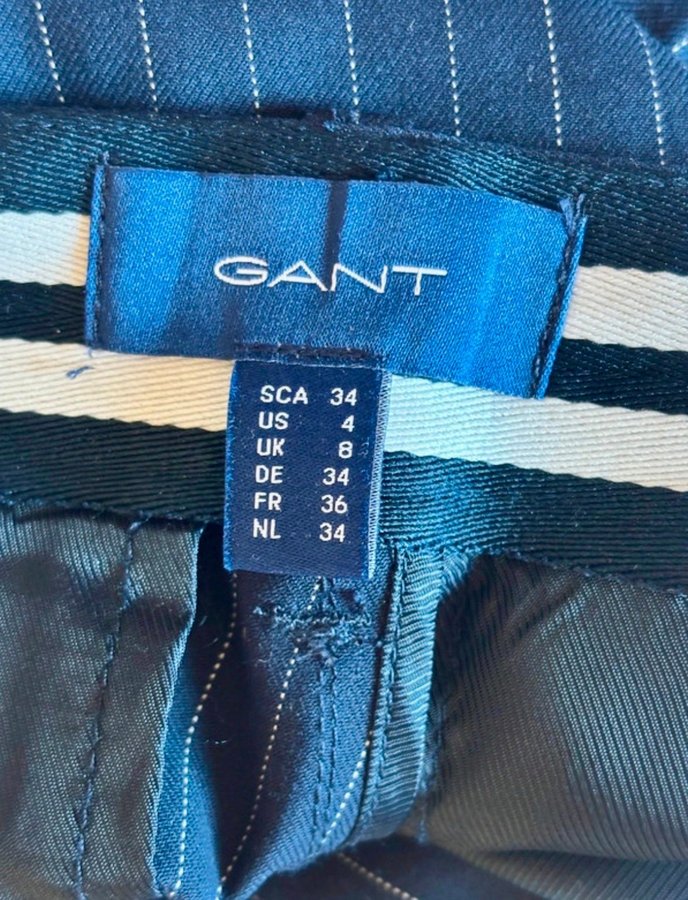 GANT
SCA 34
US 4
UK 8
DE 34
FR 36
NL 34